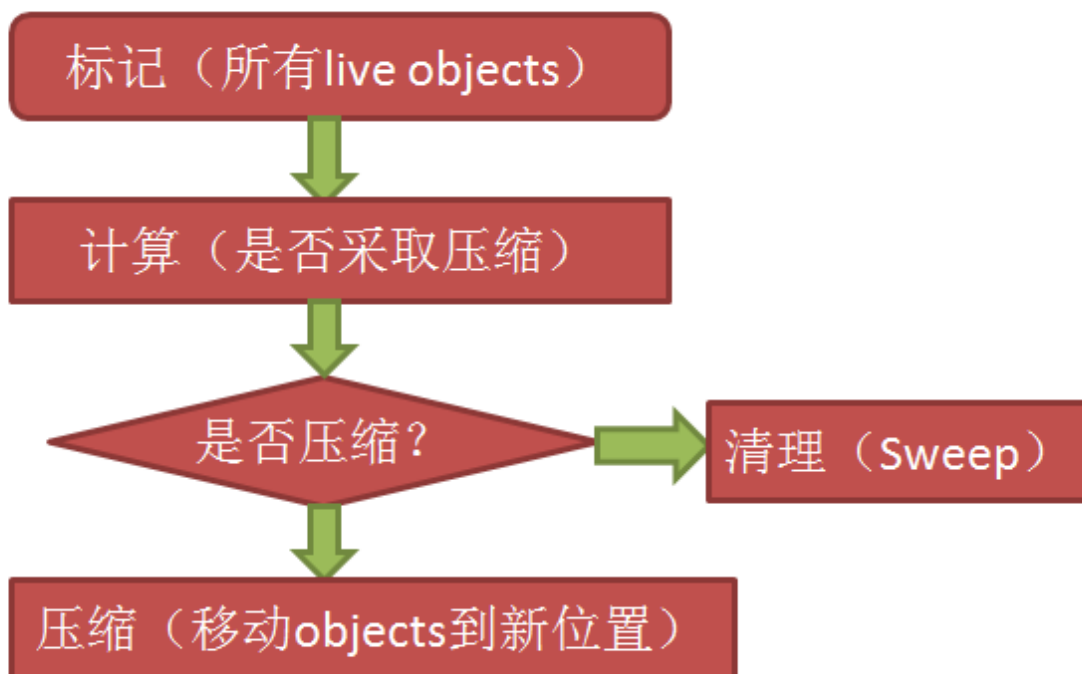 标记（所有live objects）
计算（是否采取压缩）
是否压缩？
清理（Sweep）
压缩（移动objects到新位置）